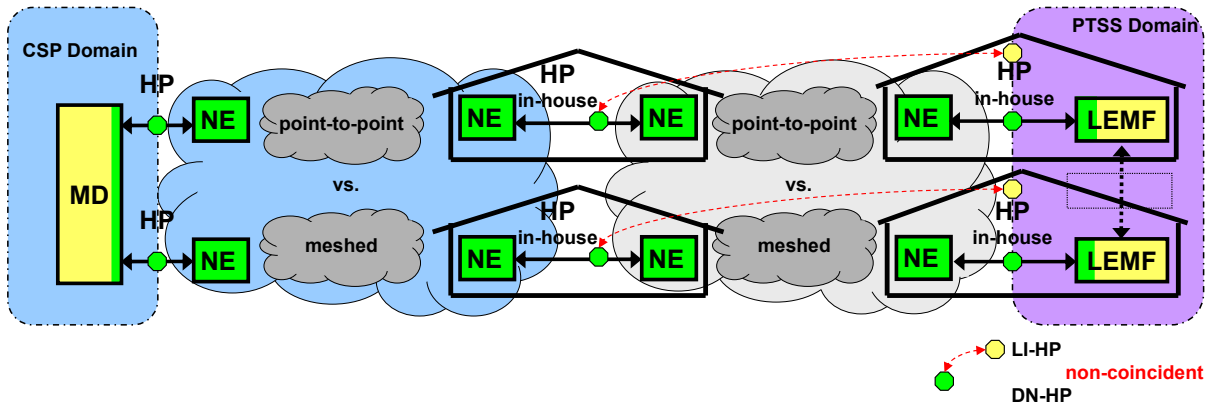 CSP Domain
PTSS Domain
HP
HP
in-house
HP
in-house
NE
point-to-point
NE
NE
point-to-point
NE
LEMF
MD
vs.
vs.
HP
HP
in-house
HP
in-house
NE
meshed
NE
NE
meshed
NE
LEMF
LI-HP
non-coincident
DN-HP